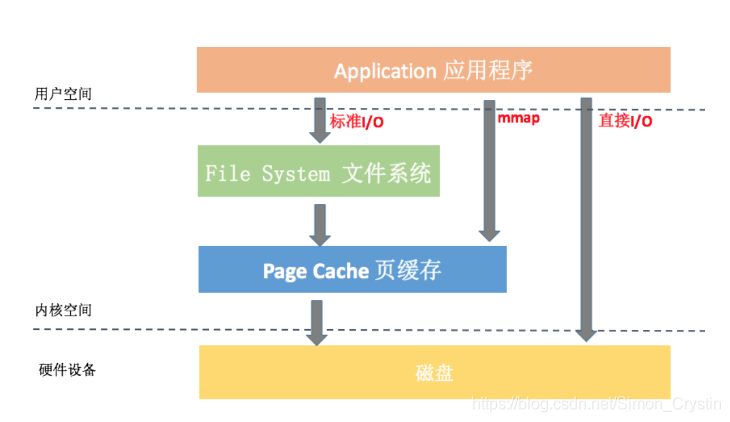 Application 应用程序
用户空间
标准I/O
mmap
直接I/O
File System 文件系统
Page Cache 页缓存
内核空间
硬件设备
磁盘
https://blog.csdn.net/Simon_Crystin